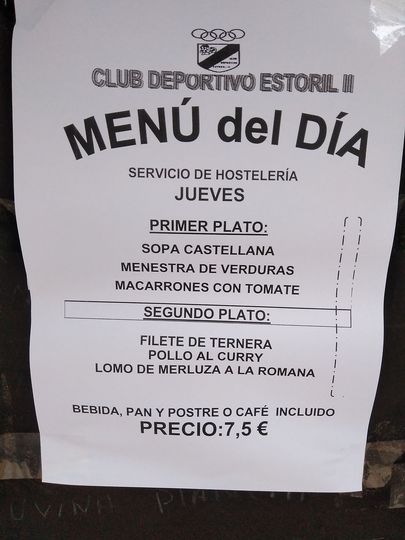 CLUB DEPORTIVO ESTORIL II
MENÚ del DÍA
SERVICIO DE HOSTELERÍA
JUEVES
PRIMER PLATO:
SOPA CASTELLANA
MENESTRA DE VERDURAS
MACARRONES CON TOMATE
SEGUNDO PLATO:
FILETE DE TERNERA
POLLO AL CURRY
LOMO DE MERLUZA A LA ROMANA
BEBIDA, PAN Y POSTRE O CAFÉ INCLUIDO
PRECIO:7,5 €